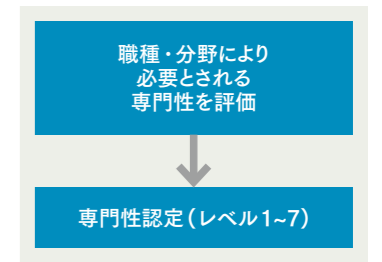 職種・分野により
必要とされる
専門性を評価
専門性認定（レベル1~7）